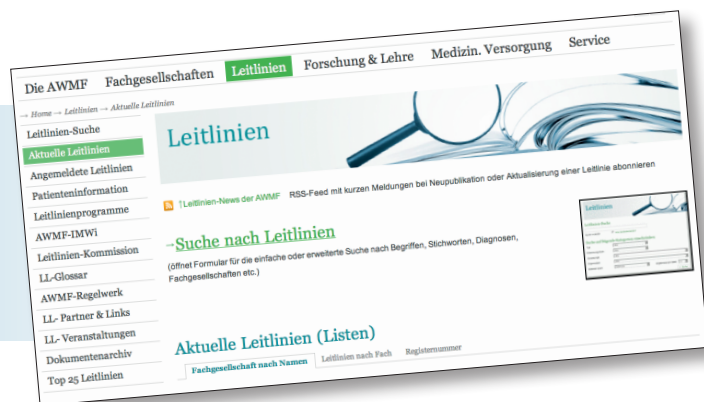 Die AWMF Fachgesellschaften Leitlinien Forschung & Lehre Medizin. Versorgung Service
→ Home → Leitlinien → Aktuelle Leitlinien
Leitlinien-Suche
Aktuelle Leitlinien
Angemeldete Leitlinien
Patienteninformation
Leitlinienprogramme
AWMF-IMWi
Leitlinien-Kommission
LL-Glossar
AWMF-Regelwerk
LL- Partner & Links
LL- Veranstaltungen
Dokumentenarchiv
Top 25 Leitlinien
Leitlinien
↑Leitlinien-News der AWMF RSS-Feed mit kurzen Meldungen bei Neupublikation oder Aktualisierung einer Leitlinie abonnieren
→Suche nach Leitlinien
(öffnet Formular für die einfache oder erweiterte Suche nach Begriffen, Stichworten, Diagnosen,
Fachgesellschaften etc.)
Leitlinien
Aktuelle Leitlinien (Listen)
Fachgesellschaft nach Namen Leitlinien nach Fach Registernummer